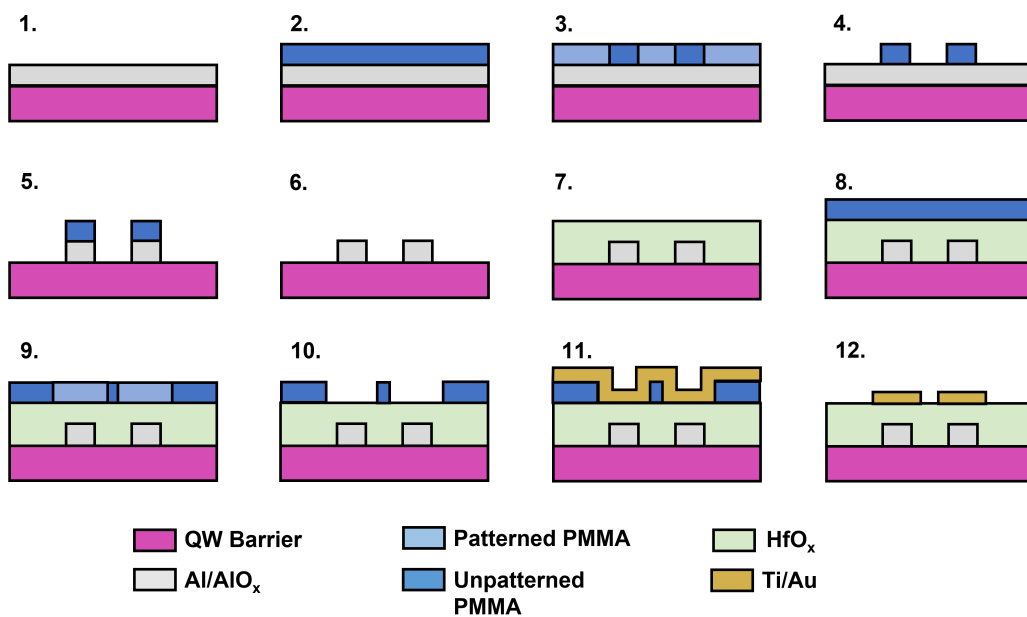 1.
2.
3.
4.
5.
6.
7.
8.
9.
10.
11.
12.
QW Barrier
Patterned PMMA
HfOx
Al/AlOx
Unpatterned
PMMA
Ti/Au